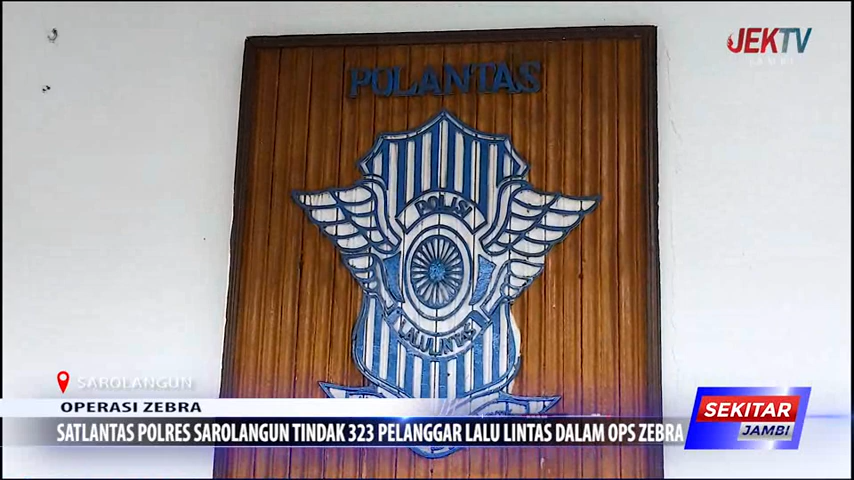 JEKTV
JAMBI
POLANTAS
POLISI
LALU LINTAS
SAROLANGUN
OPERASI ZEBRA
SATLANTAS POLRES SAROLANGUN TINDAK 323 PELANGGAR LALU LINTAS DALAM OPS ZEBRA
SEKITAR
JAMBI